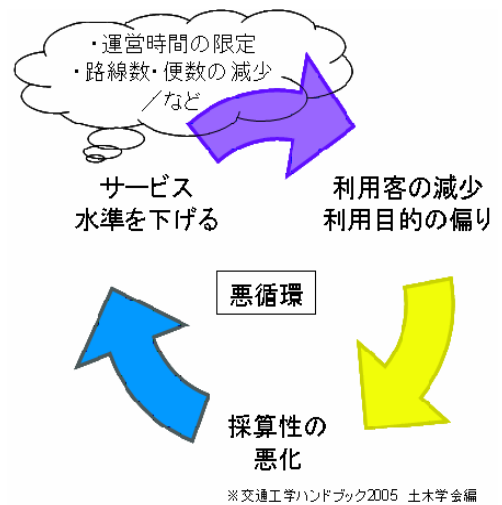 ・運営時間の限定
・路線数・便数の減少
／など
サービス
水準を下げる
利用客の減少
利用目的の偏り
悪循環
採算性の
悪化
※交通工学ハンドブック2005 土木学会編